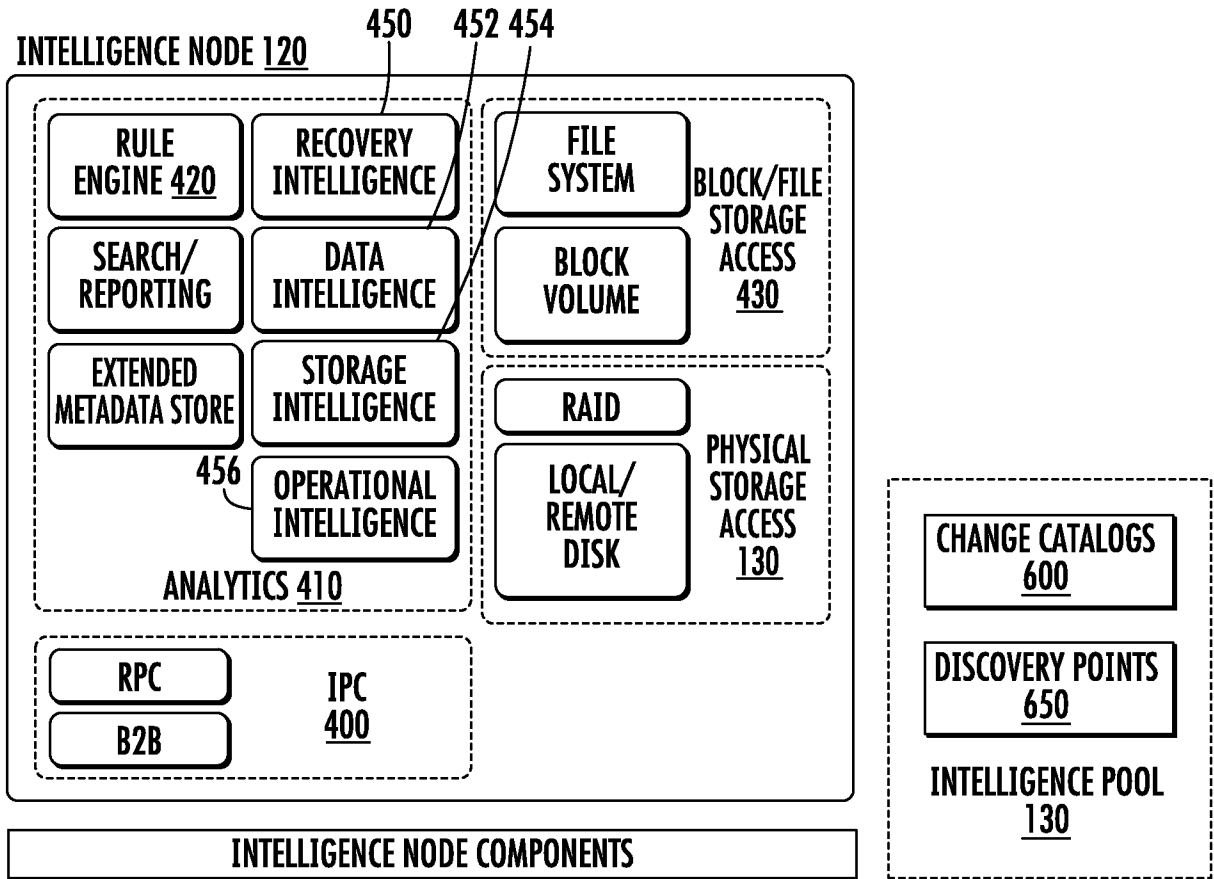 450
452 454
INTELLIGENCE NODE 120
RULE
ENGINE 420
RECOVERY
INTELLIGENCE
SEARCH/
REPORTING
DATA
INTELLIGENCE
EXTENDED
METADATA STORE
STORAGE
INTELLIGENCE
456
OPERATIONAL
INTELLIGENCE
ANALYTICS 410
FILE
SYSTEM
BLOCK
VOLUME
BLOCK/FILE
STORAGE
ACCESS
430
RAID
LOCAL/
REMOTE
DISK
PHYSICAL
STORAGE
ACCESS
130
RPC
B2B
IPC
400
CHANGE CATALOGS
600
DISCOVERY POINTS
650
INTELLIGENCE POOL
130
INTELLIGENCE NODE COMPONENTS